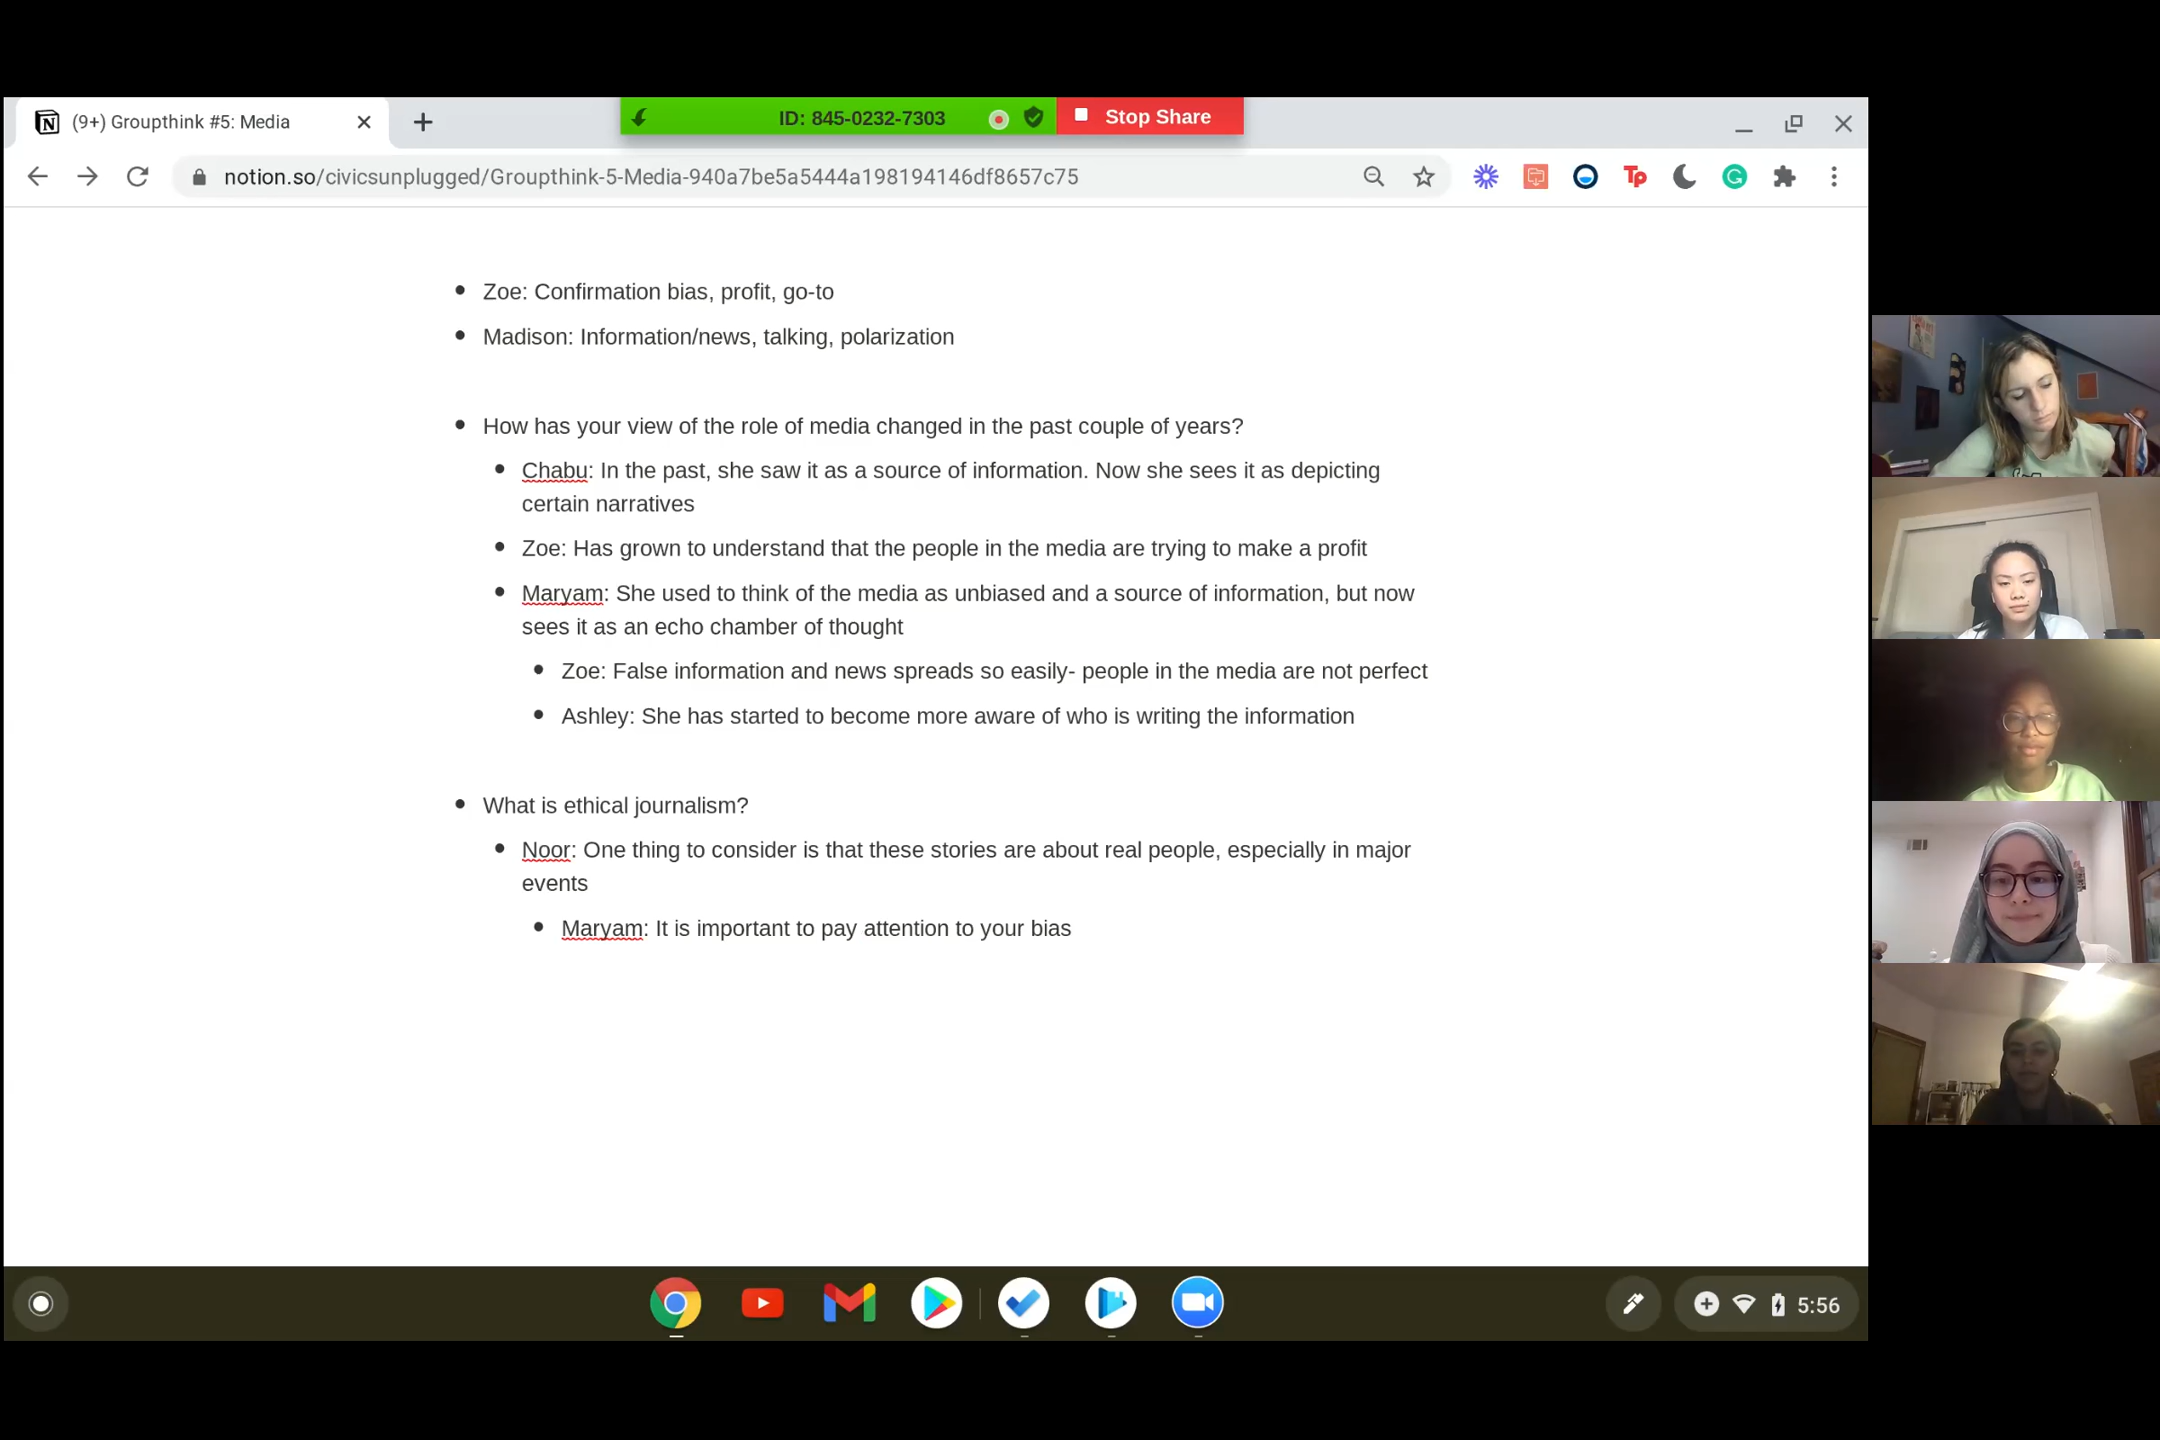 (9+) Groupthink #5: Media
ID: 845-0232-7303
Stop Share
notion.so/civicsunplugged/Groupthink-5-Media-940a7be5a5444a198194146df8657c75
Zoe: Confirmation bias, profit, go-to
Madison: Information/news, talking, polarization
How has your view of the role of media changed in the past couple of years?
Chabu: In the past, she saw it as a source of information. Now she sees it as depicting
certain narratives
Zoe: Has grown to understand that the people in the media are trying to make a profit
Maryam: She used to think of the media as unbiased and a source of information, but now
sees it as an echo chamber of thought
Zoe: False information and news spreads so easily- people in the media are not perfect
Ashley: She has started to become more aware of who is writing the information
What is ethical journalism?
Noor: One thing to consider is that these stories are about real people, especially in major
events
Maryam: It is important to pay attention to your bias
5:56